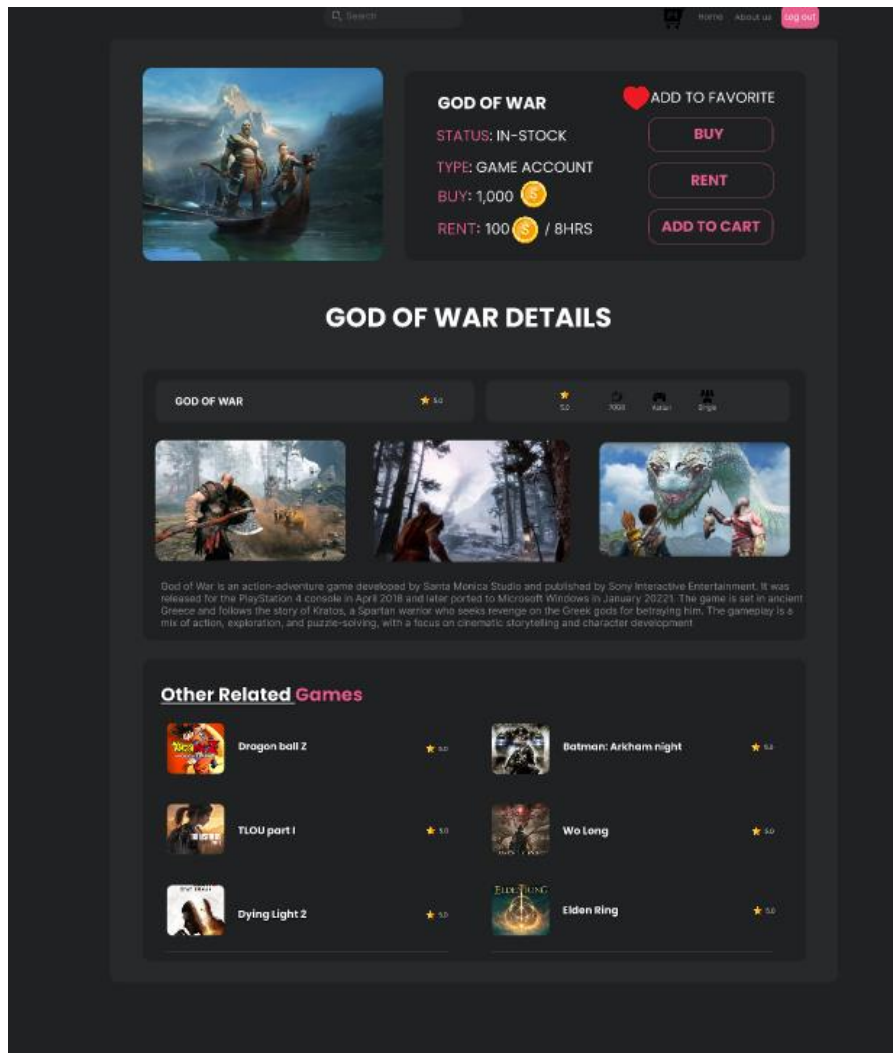 Search
Home About us Log out
GOD OF WAR
ADD TO FAVORITE
STATUS: IN-STOCK
BUY
TYPE: GAME ACCOUNT
RENT
BUY: 1,000
RENT: 100 / 8HRS
ADD TO CART
GOD OF WAR DETAILS
GOD OF WAR
5.0
5.0
Single
God of War is an action-adventure game developed by Santa Monica Studio and published by Sony Interactive Entertainment. It was
released for the PlayStation 4 console in April 2018 and later ported to Microsoft Windows in January 20221. The game is set in ancient
Greece and follows the story of Kratos, a Spartan warrior who seeks revenge on the Greek gods for betraying him. The gameplay is a
mix of action, exploration, and puzzle-solving, with a focus on cinematic storytelling and character development
Other Related Games
Dragon ball Z
5.0
Batman: Arkham night
5.0
TLOU part I
5.0
Wo Long
5.0
ELDEN RING
Dying Light 2
5.0
Elden Ring
5.0